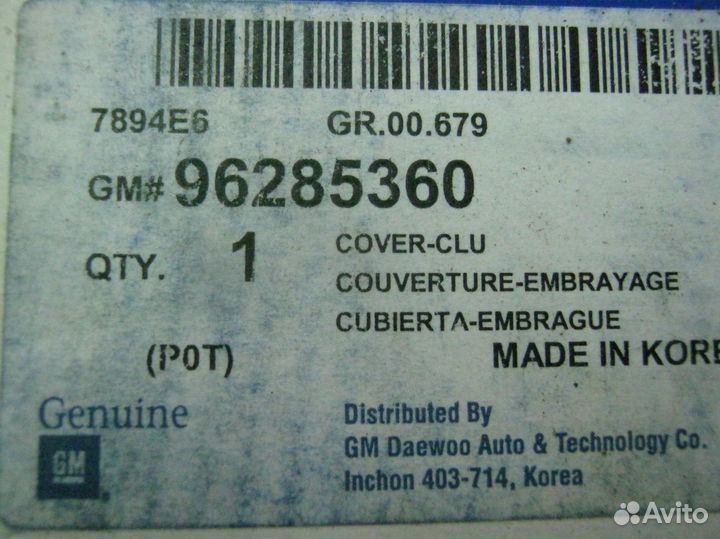 7894E6 GR.00.679
GM# 96285360
QTY. 1 COVER-CLU
COUVERTURE-EMBRAYAGE
CUBIERTA-EMBRAGUE
(P0T) MADE IN KORE
Genuine
GM
Distributed By
GM Daewoo Auto & Technology Co.
Inchon 403-714, Korea
Avito